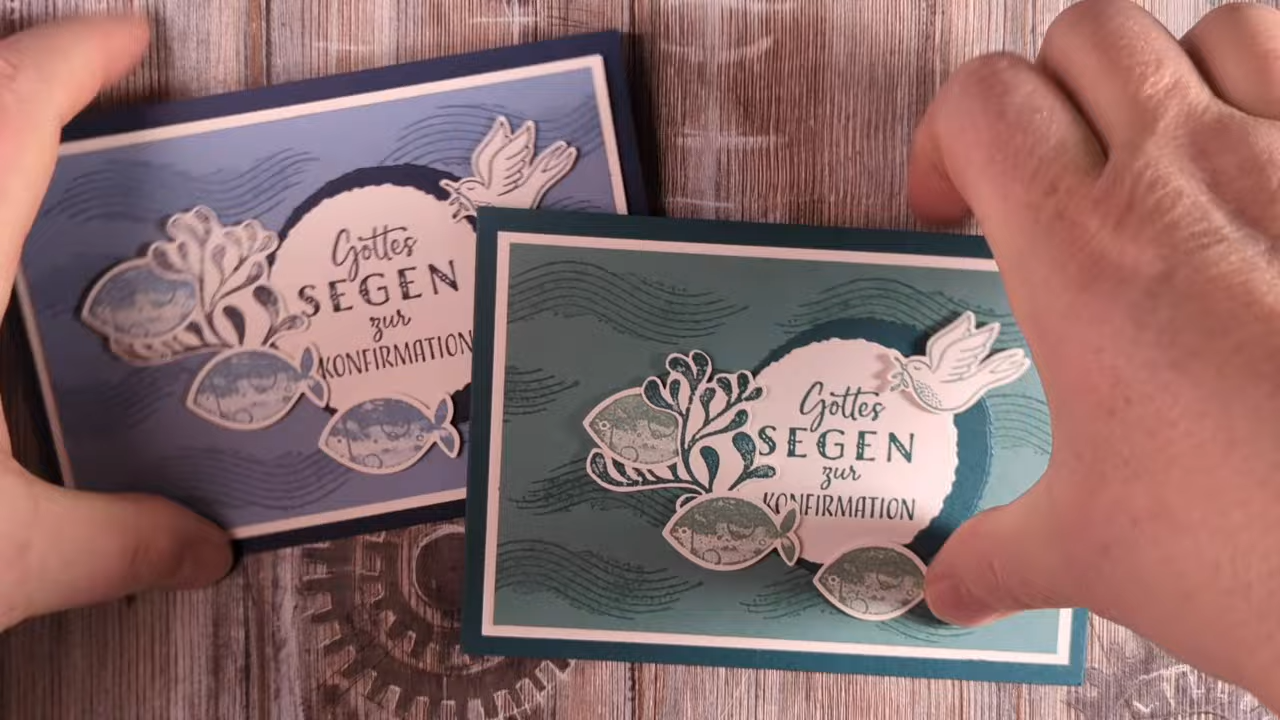 Gottes
SEGEN
zur
KONFIRMATION
Gottes
SEGEN
zur
KONFIRMATION